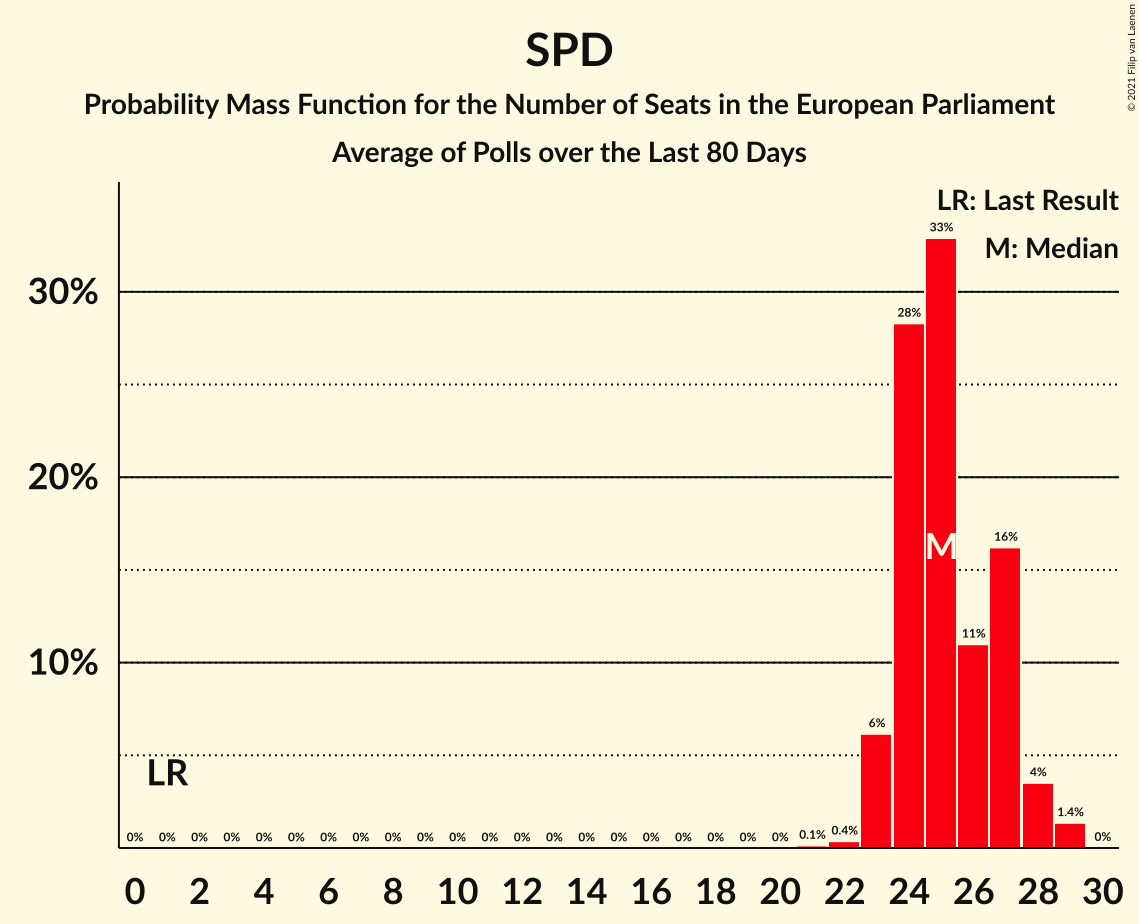 SPD
Probability Mass Function for the Number of Seats in the European Parliament
Average of Polls over the Last 80 Days
© 2021 Filip van Laenen
LR: Last Result
M: Median
30%
20%
10%
LR
M
0% 0% 0% 0% 0% 0% 0% 0% 0% 0% 0% 0% 0% 0% 0% 0% 0% 0% 0% 0% 0% 0.1% 0.4% 6% 28% 33% 11% 16% 4% 1.4% 0%
0 2 4 6 8 10 12 14 16 18 20 22 24 26 28 30